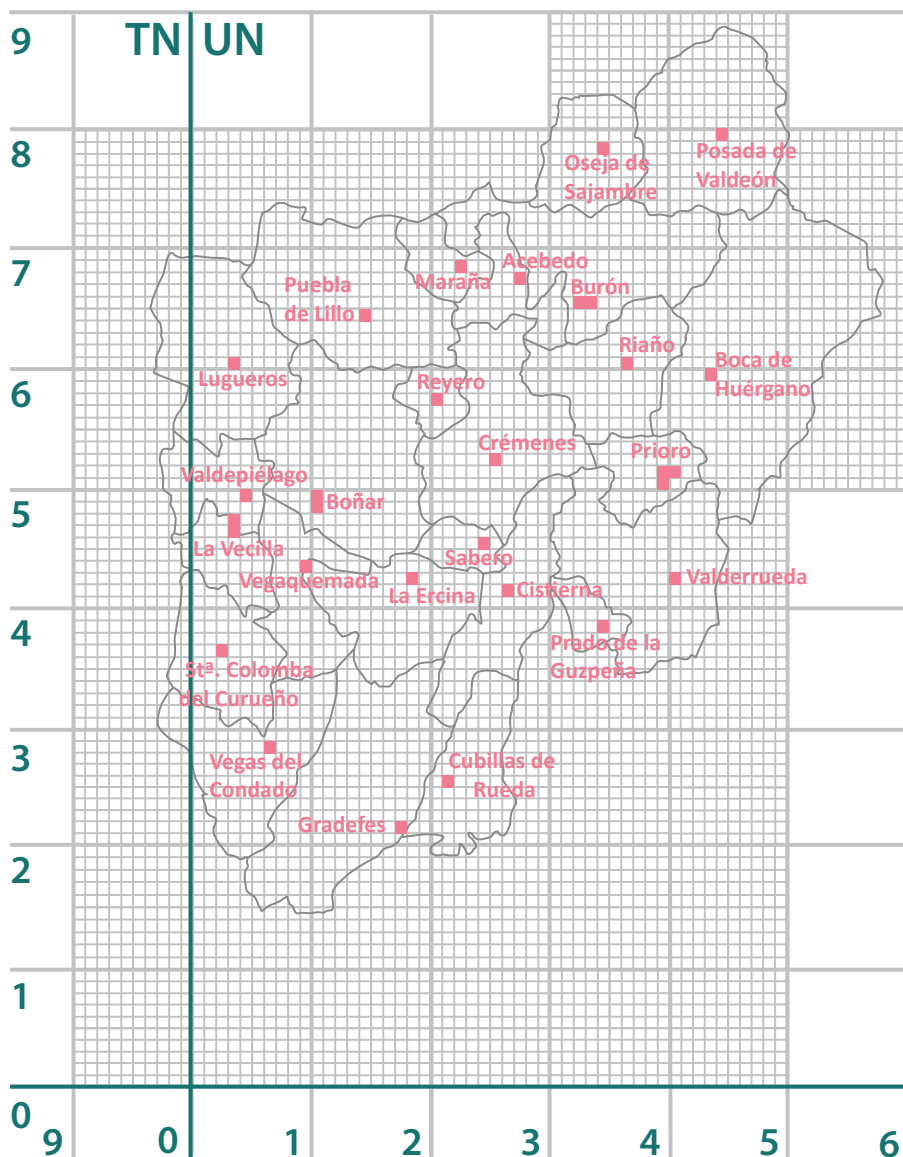 9
TN UN
8
Oseja de
Sajambre
Posada de
Valdeón
7
Puebla
de Lillo
Maraña
Acebedo
Burón
Riaño
Boca de
Huérgano
6
Lugueros
Reyero
Crémenes
Prioro
Valdepiélago
Boñar
5
La Vecilla
Sabero
Vegaquemada
La Ercina
Cistierna
Valderrueda
4
Stª. Colomba
del Curueño
Prado de la
Guzpeña
3
Vegas del
Condado
Cubillas de
Rueda
Gradefes
2
1
0
9 0 1 2 3 4 5 6